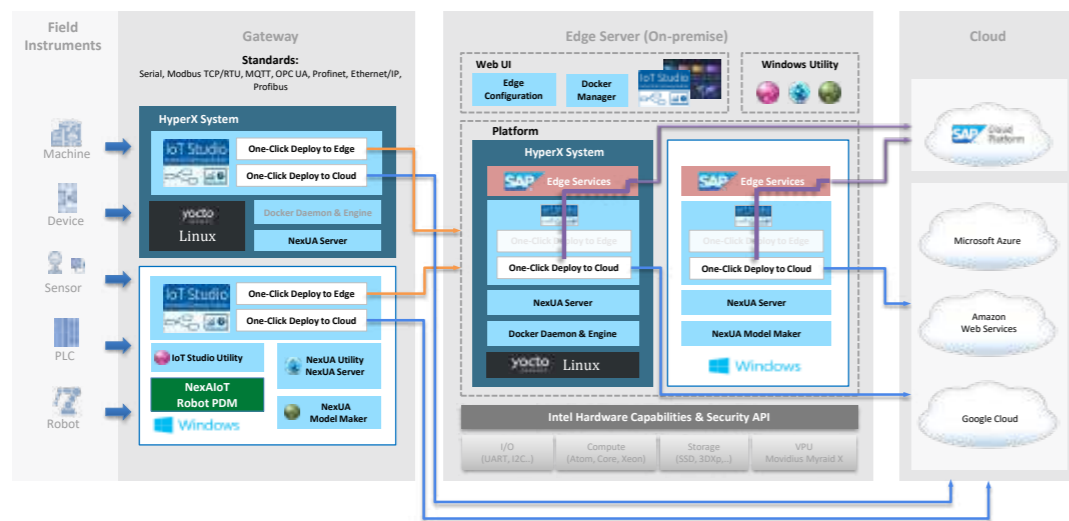 Field
Instruments
Gateway
Standards:
Serial, Modbus TCP/RTU, MQTT, OPC UA, Profinet, Ethernet/IP,
Profibus
Machine
Device
Sensor
PLC
Robot
HyperX System
IoT Studio
One-Click Deploy to Edge
One-Click Deploy to Cloud
yocto
Linux
Docker Daemon & Engine
NexUA Server
IoT Studio
One-Click Deploy to Edge
One-Click Deploy to Cloud
IoT Studio Utility
NexUA Utility
NexUA Server
NexAIoT
Robot PDM
NexUA
Model Maker
Windows
Edge Server (On-premise)
Web UI
Edge
Configuration
Docker
Manager
IoT Studio
Windows Utility
Platform
HyperX System
SAP Edge Services
One-Click Deploy to Edge
One-Click Deploy to Cloud
NexUA Server
Docker Daemon & Engine
yocto
Linux
SAP Edge Services
One-Click Deploy to Edge
One-Click Deploy to Cloud
NexUA Server
NexUA Model Maker
Windows
Intel Hardware Capabilities & Security API
I/O
(UART, I2C..)
Compute
(Atom, Core, Xeon)
Storage
(SSD, 3DXp,..)
VPU
Movidius Myraid X
Cloud
SAP Cloud
Platform
Microsoft Azure
Amazon
Web Services
Google Cloud